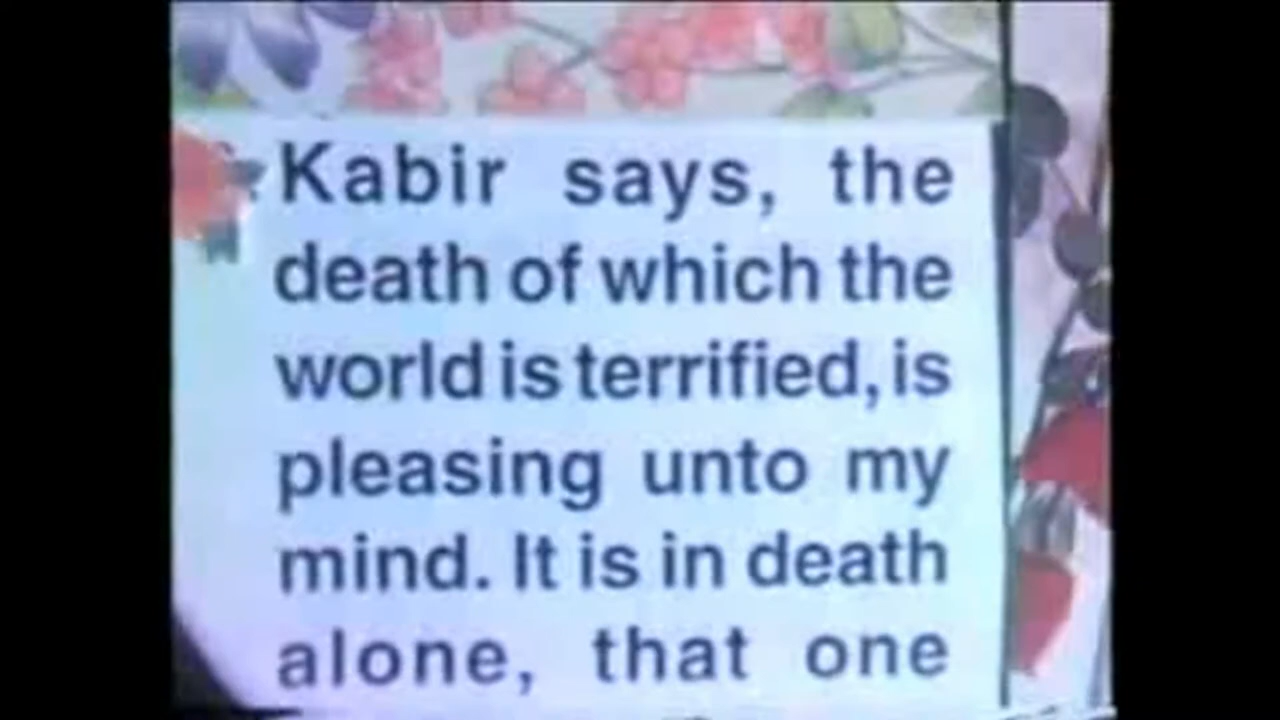 Kabir says, the
death of which the
world is terrified, is
pleasing unto my
mind. It is in death
alone, that one